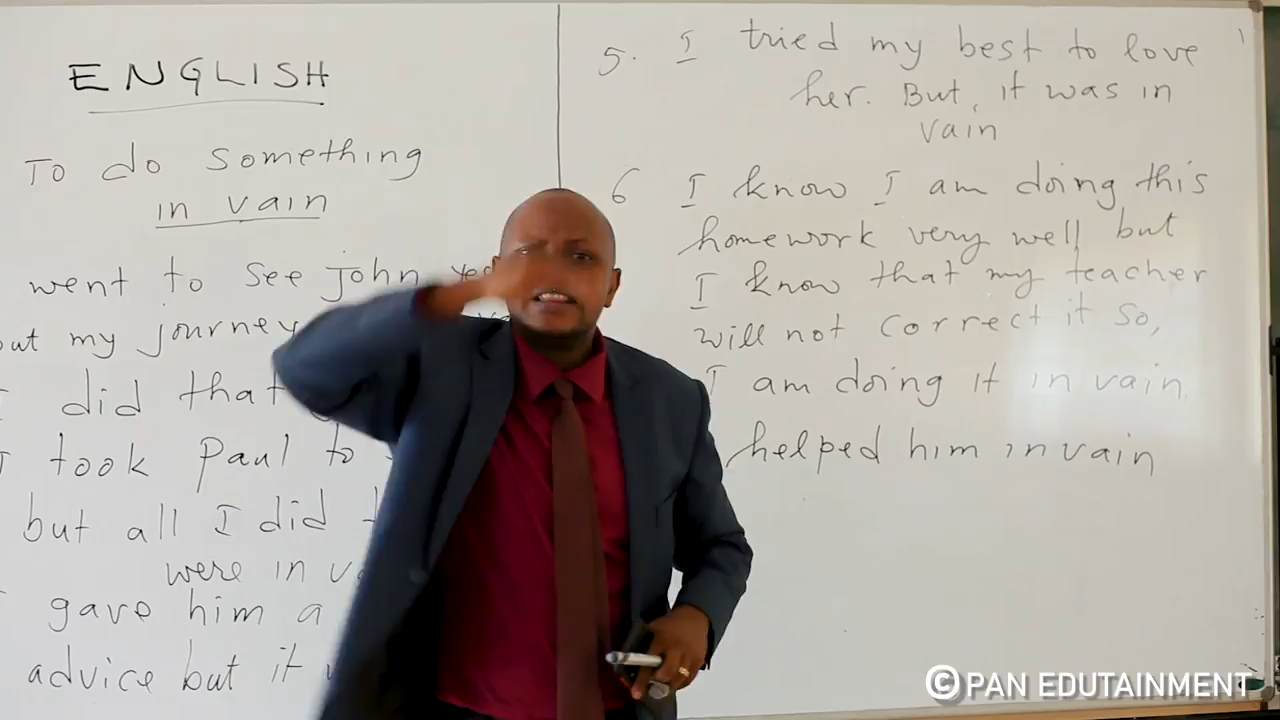 ENGLISH
To do something
in vain
went to see john
but my journey
I did that
I took Paul to
but all I did
were in
gave him a
advice but it
5. I tried my best to love
her. But, it was in
vain
6 I know I am doing this
homework very well but
I know that my teacher
will not correct it so,
I am doing it in vain
helped him in vain
©PAN EDUTAINMENT